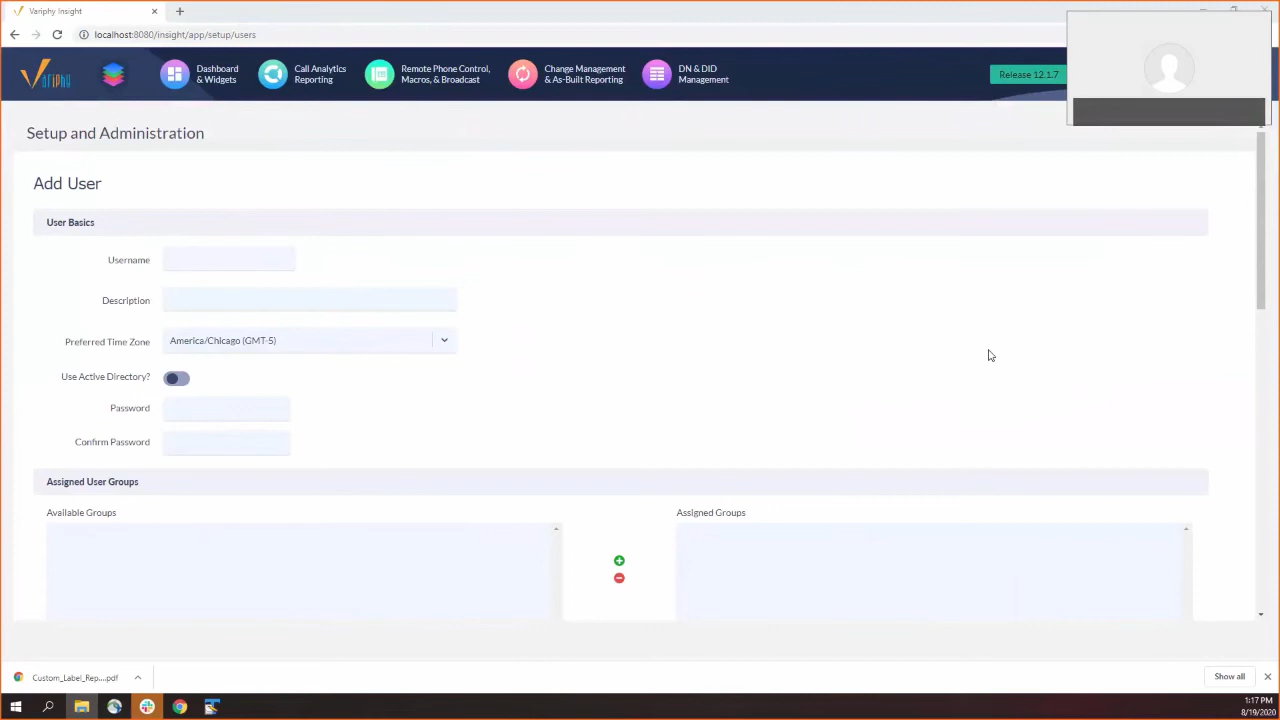 Variphy Insight
localhost:8080/insight/app/setup/users
Variphy
Dashboard
& Widgets
Call Analytics
Reporting
Remote Phone Control,
Macros, & Broadcast
Change Management
& As-Built Reporting
DN & DID
Management
Release 12.1.7
Setup and Administration
Add User
User Basics
Username
Description
Preferred Time Zone
America/Chicago (GMT-5)
Use Active Directory?
Password
Confirm Password
Assigned User Groups
Available Groups
Assigned Groups
Custom_Label_Rep....pdf
Show all
1:17 PM
8/19/2020